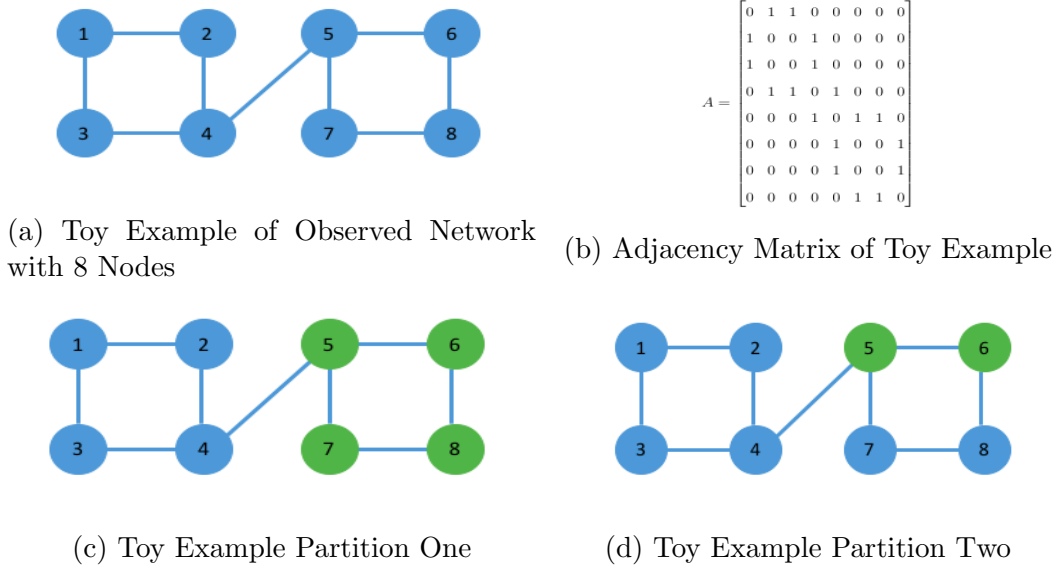 1 2 5 6
3 4 7 8
0 1 1 0 0 0 0 0
1 0 0 1 0 0 0 0
1 0 0 1 0 0 0 0
0 1 1 0 1 0 0 0
A =
0 0 0 1 0 1 1 0
0 0 0 0 1 0 0 1
0 0 0 0 1 0 0 1
0 0 0 0 0 1 1 0
(a) Toy Example of Observed Network
with 8 Nodes
(b) Adjacency Matrix of Toy Example
1 2 5 6
3 4 7 8
(c) Toy Example Partition One
1 2 5 6
3 4 7 8
(d) Toy Example Partition Two